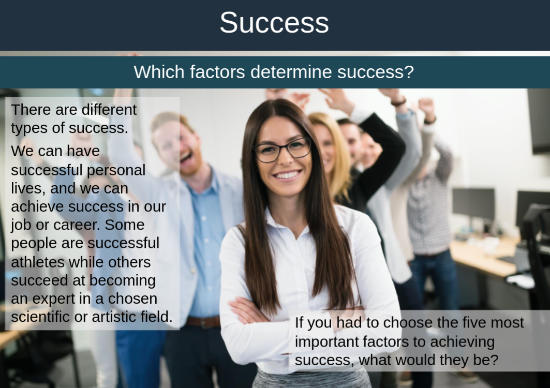 Success
Which factors determine success?
There are different
types of success.
We can have
successful personal
lives, and we can
achieve success in our
job or career. Some
people are successful
athletes while others
succeed at becoming
an expert in a chosen
scientific or artistic field.
If you had to choose the five most
important factors to achieving
success, what would they be?